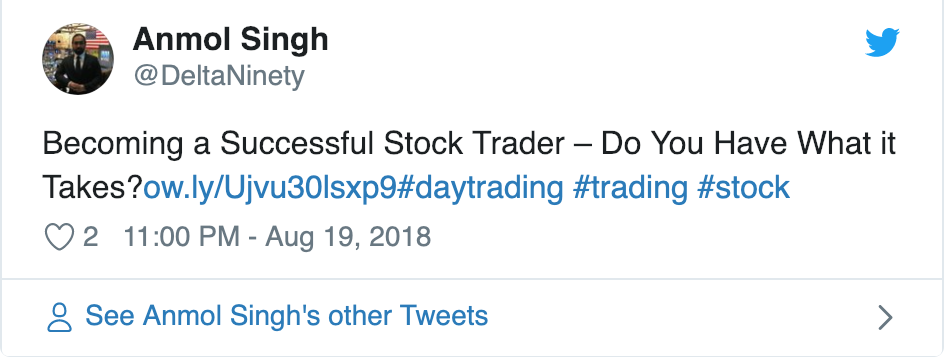 Anmol Singh
@DeltaNinety
Becoming a Successful Stock Trader – Do You Have What it
Takes?ow.ly/Ujvu30lsxp9#daytrading #trading #stock
2 11:00 PM - Aug 19, 2018
See Anmol Singh's other Tweets